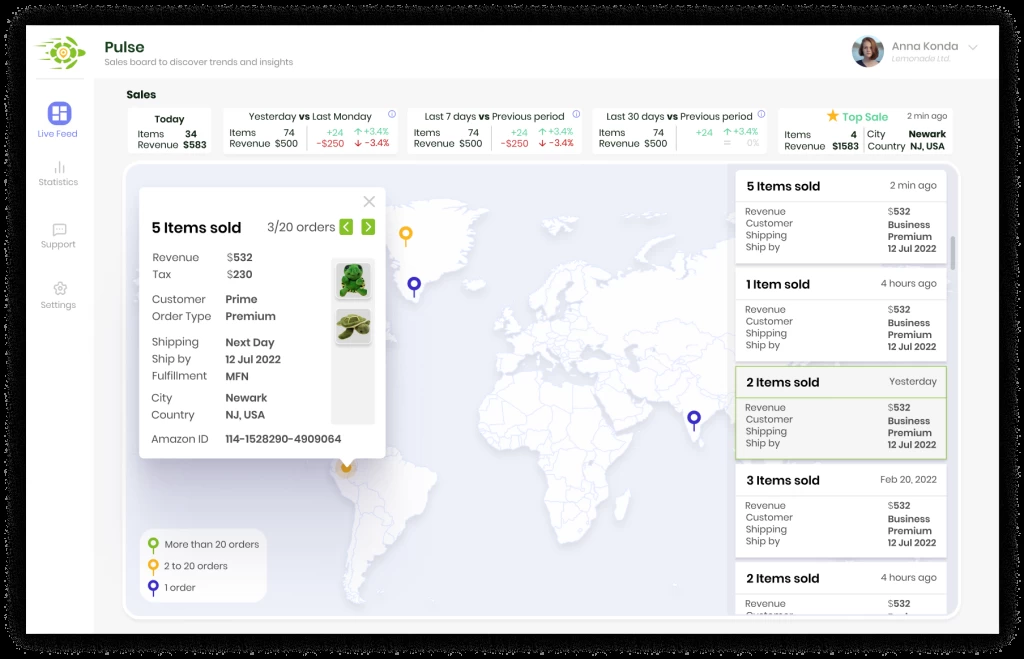 Pulse
Sales board to discover trends and insights
Anna Konda
Lemonade Ltd.
Live Feed
Statistics
Support
Settings
Sales
Today
Items 34
Revenue $583
Yesterday vs Last Monday
Items 74 +24 +3.4%
Revenue $500 -$250 -3.4%
Last 7 days vs Previous period
Items 74 +24 +3.4%
Revenue $500 -$250 -3.4%
Last 30 days vs Previous period
Items 74 +24 +3.4%
Revenue $500 = 0%
Top Sale 2 min ago
Items 4 City Newark
Revenue $1583 Country NJ, USA
5 Items sold 3/20 orders
Revenue $532
Tax $230
Customer Prime
Order Type Premium
Shipping Next Day
Ship by 12 Jul 2022
Fulfillment MFN
City Newark
Country NJ, USA
Amazon ID 114-1528290-4909064
More than 20 orders
2 to 20 orders
1 order
5 Items sold 2 min ago
Revenue $532
Customer Business
Shipping Premium
Ship by 12 Jul 2022
1 Item sold 4 hours ago
Revenue $532
Customer Business
Shipping Premium
Ship by 12 Jul 2022
2 Items sold Yesterday
Revenue $532
Customer Business
Shipping Premium
Ship by 12 Jul 2022
3 Items sold Feb 20, 2022
Revenue $532
Customer Business
Shipping Premium
Ship by 12 Jul 2022
2 Items sold 4 hours ago
Revenue $532